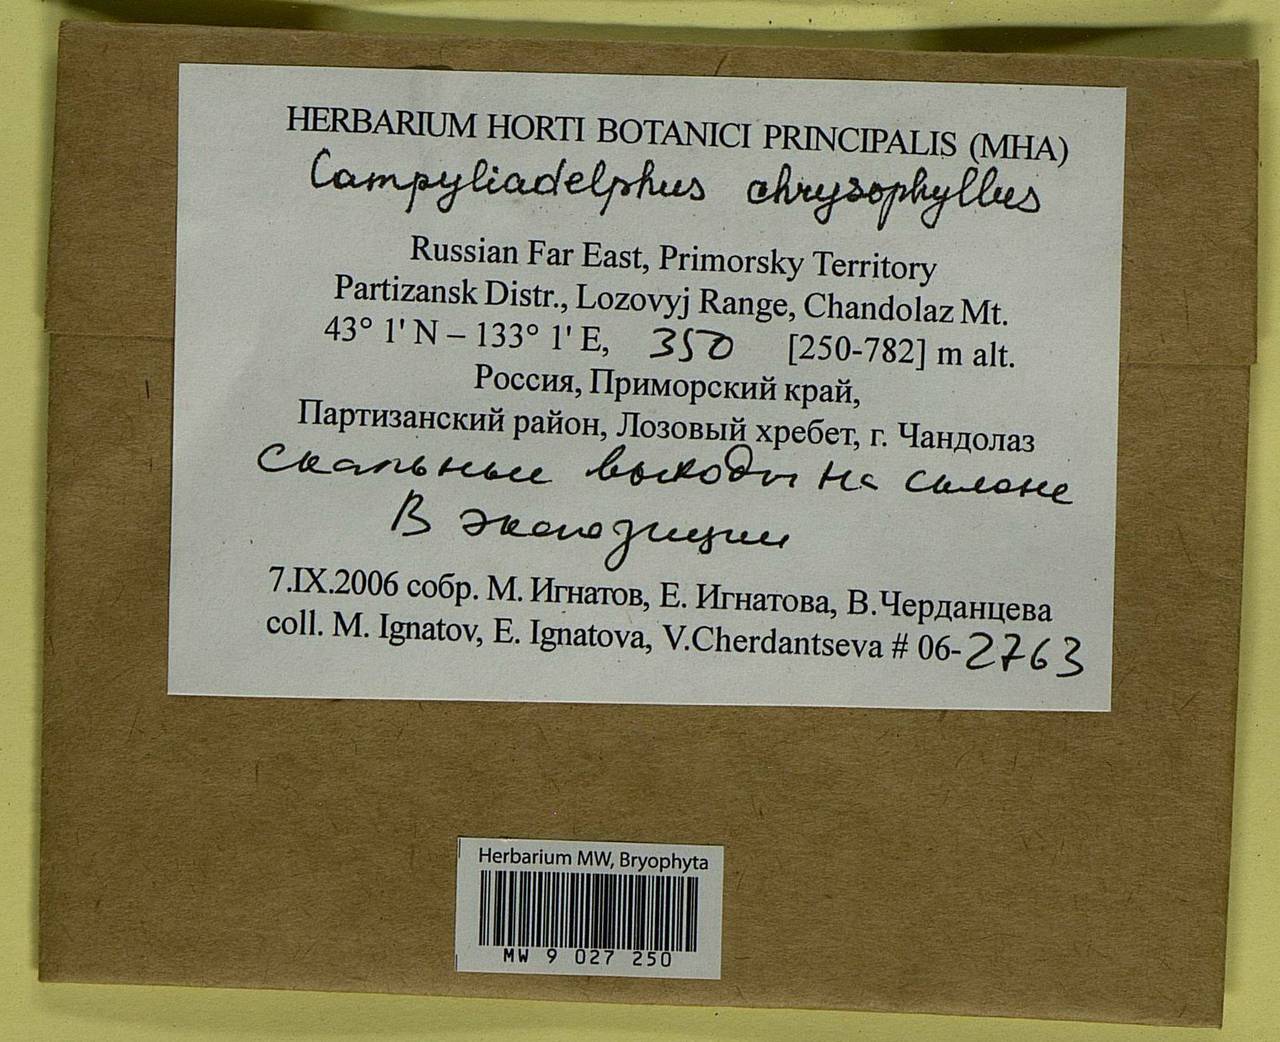 HERBARIUM HORTI BOTANICI PRINCIPALIS (MHA)
Campyliadelphus chrysophyllus
Russian Far East, Primorsky Territory
Partizansk Distr., Lozovyj Range, Chandolaz Mt.
43° 1' N – 133° 1' E, 350 [250-782] m alt.
Россия, Приморский край,
Партизанский район, Лозовый хребет, г. Чандолаз
скальные выходы на склоне
В экспозиции
7.IX.2006 собр. М. Игнатов, Е. Игнатова, В.Черданцева
coll. M. Ignatov, E. Ignatova, V.Cherdantseva # 06-2763
Herbarium MW, Bryophyta
MW 9 027 250